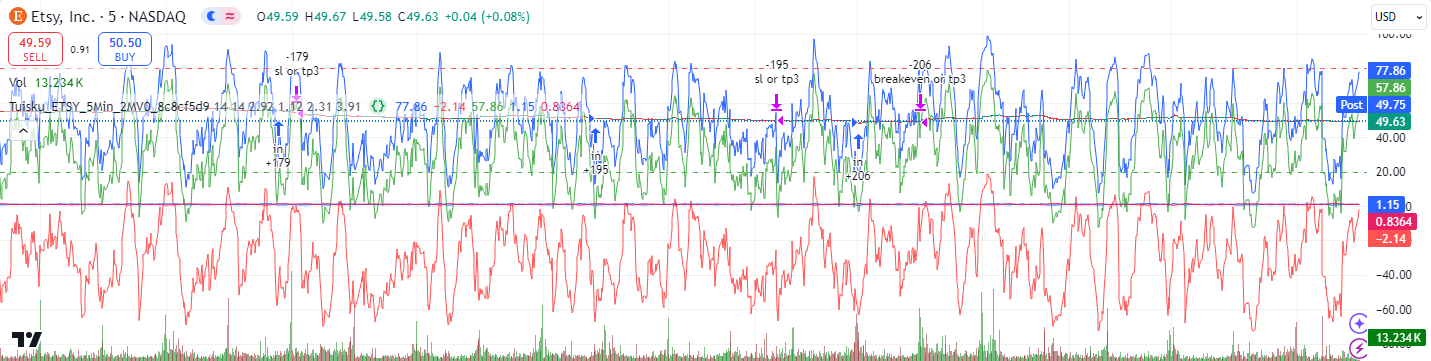 E Etsy, Inc. · 5 · NASDAQ O49.59 H49.67 L49.58 C49.63 +0.04 (+0.08%)
USD
49.59 SELL
0.91
50.50 BUY
Vol 13.234 K
Tuisku_ETSY_5Min_2MV0_8c8cf5d9 14 14 2.92 1.12 2.31 3.91 {} 77.86 −2.14 57.86 1.15 0.8364
-179
sl or tp3
-195
sl or tp3
-206
breakeven or tp3
in
+179
in
+195
in
+206
100.00
77.86
57.86
Post 49.75
49.63
40.00
20.00
1.15
0.8364
−2.14
−40.00
−60.00
13.234 K